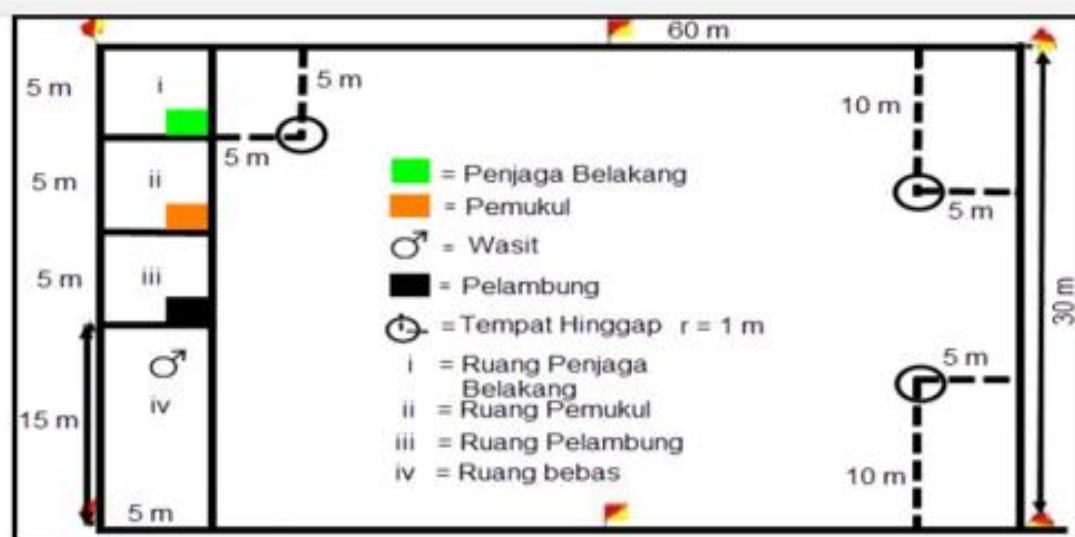 60 m
5 m
i
5 m
10 m
5 m
5 m
ii
= Penjaga Belakang
= Pemukul
5 m
= Wasit
5 m
iii
= Pelambung
30 m
= Tempat Hinggap r = 1 m
5 m
i = Ruang Penjaga
Belakang
iv
ii = Ruang Pemukul
15 m
iii = Ruang Pelambung
iv = Ruang bebas
10 m
5 m